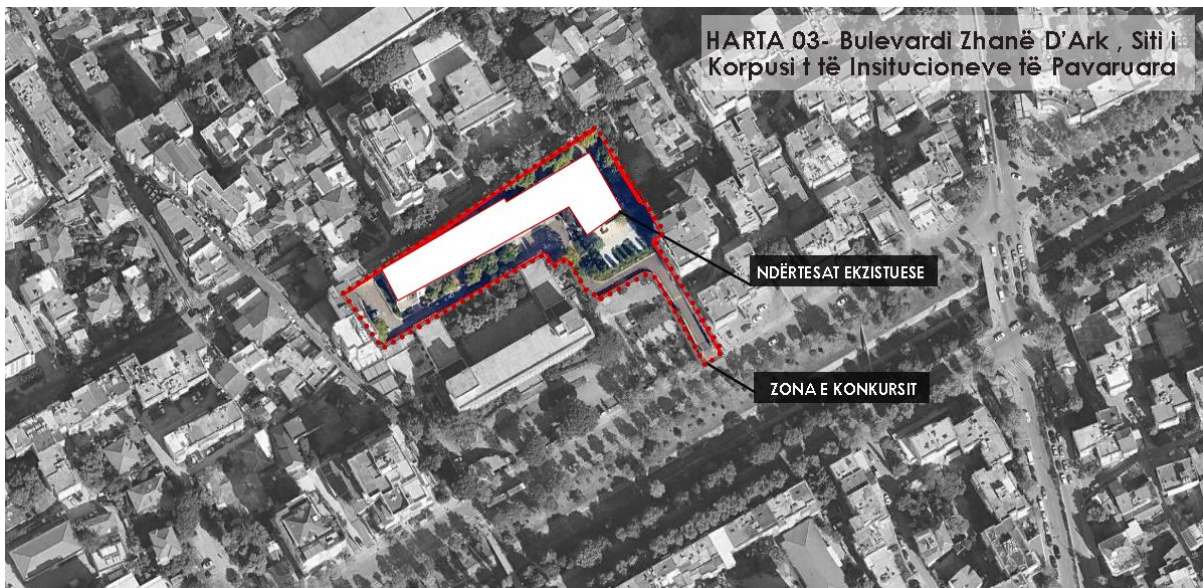 HARTA 03- Bulevardi Zhanë D'Ark , Siti i
Korpusi t të Insitucioneve të Pavaruara
NDËRTESAT EKZISTUESE
ZONA E KONKURSIT